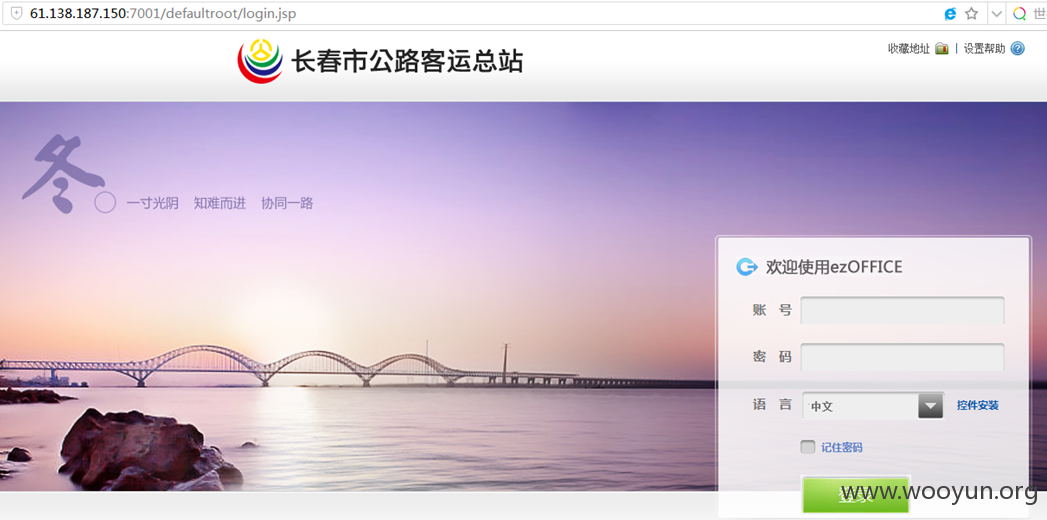 61.138.187.150:7001/defaultroot/login.jsp
世
长春市公路客运总站
收藏地址 | 设置帮助
冬
一寸光阴 知难而进 协同一路
欢迎使用ezOFFICE
账 号
密 码
语 言 中文 控件安装
记住密码
登录
www.wooyun.org